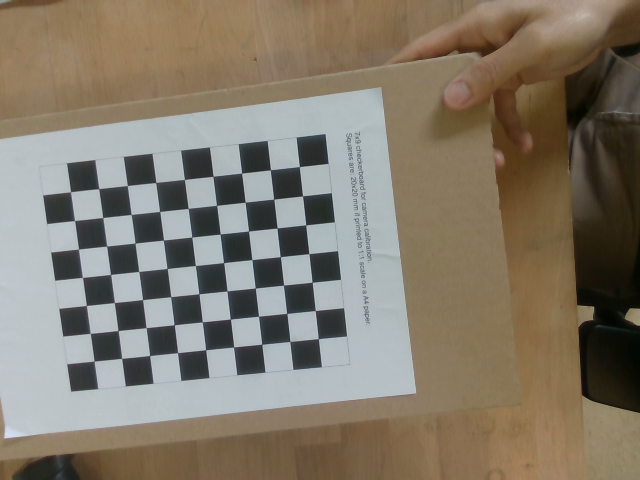 7x9 checkerboard for camera calibration.
Squares are: 20x20 mm if printed to 1:1 scale on a A4 paper.